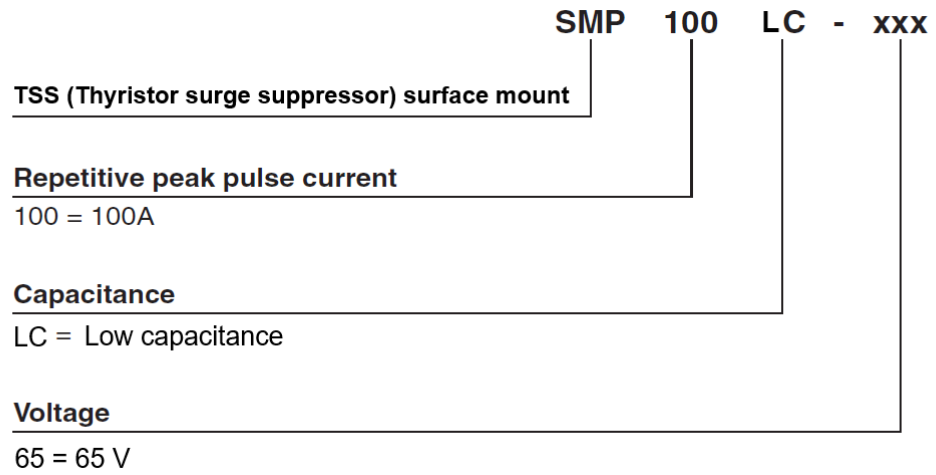 SMP 100 LC - xxx
TSS (Thyristor surge suppressor) surface mount
Repetitive peak pulse current
100 = 100A
Capacitance
LC = Low capacitance
Voltage
65 = 65 V